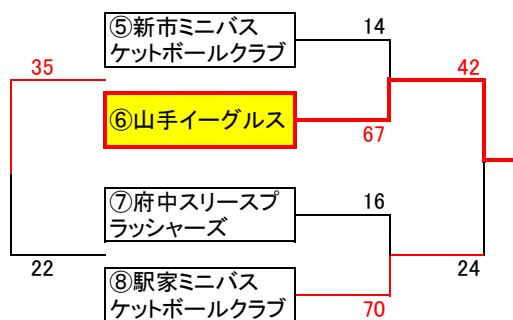 ⑤新市ミニバス
ケットボールクラブ
14
35
42
⑥山手イーグルス
67
⑦府中スリースプ
ラッシャーズ
16
22
24
⑧駅家ミニバス
ケットボールクラブ
70